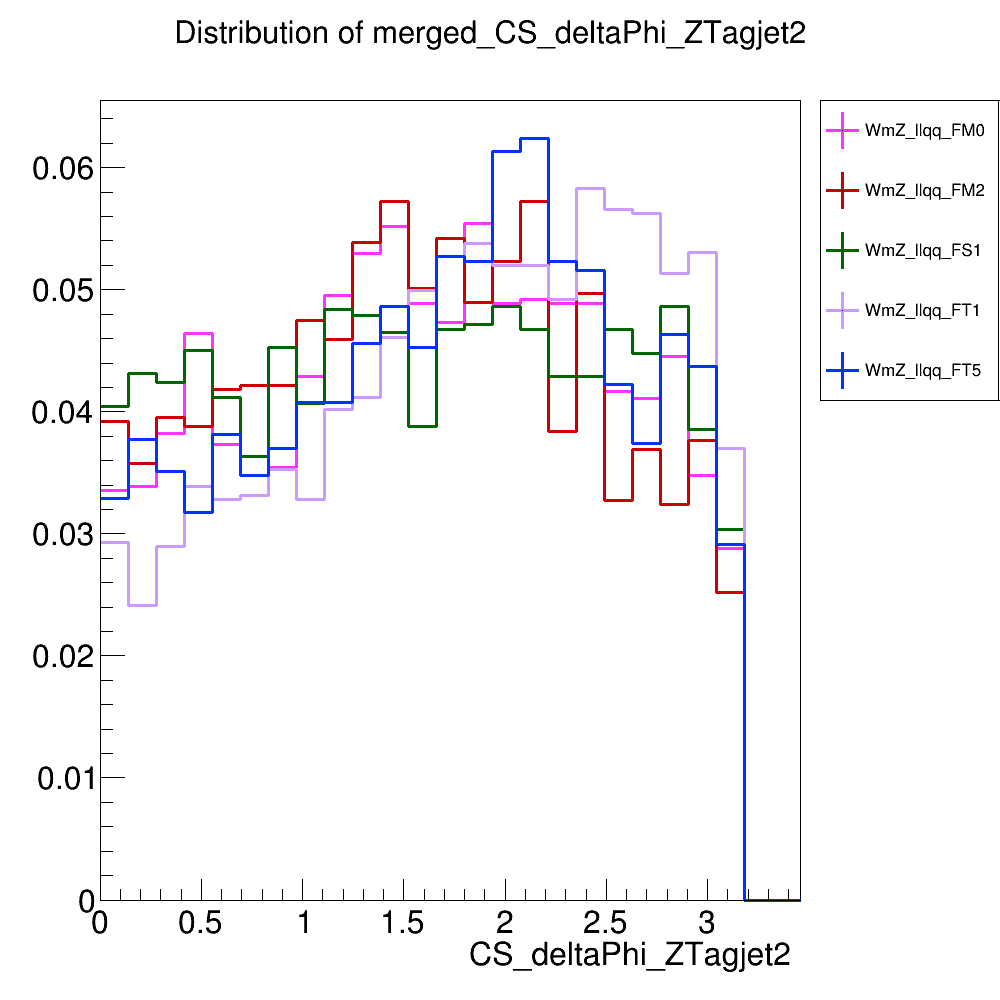 Distribution of merged_CS_deltaPhi_ZTagjet2
WmZ_llqq_FM0
WmZ_llqq_FM2
WmZ_llqq_FS1
WmZ_llqq_FT1
WmZ_llqq_FT5
0.06
0.05
0.04
0.03
0.02
0.01
0
0 0.5 1 1.5 2 2.5 3
CS_deltaPhi_ZTagjet2